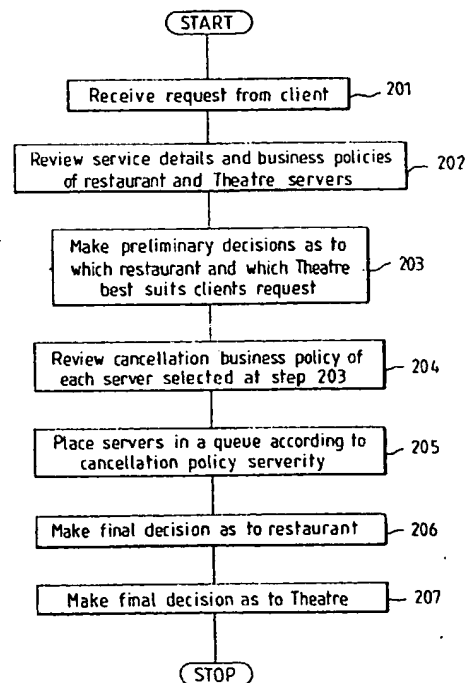 START
Receive request from client
201
Review service details and business policies
of restaurant and Theatre servers
202
Make preliminary decisions as to
which restaurant and which Theatre
best suits clients request
203
Review cancellation business policy of
each server selected at step 203
204
Place servers in a queue according to
cancellation policy serverity
205
Make final decision as to restaurant
206
Make final decision as to Theatre
207
STOP